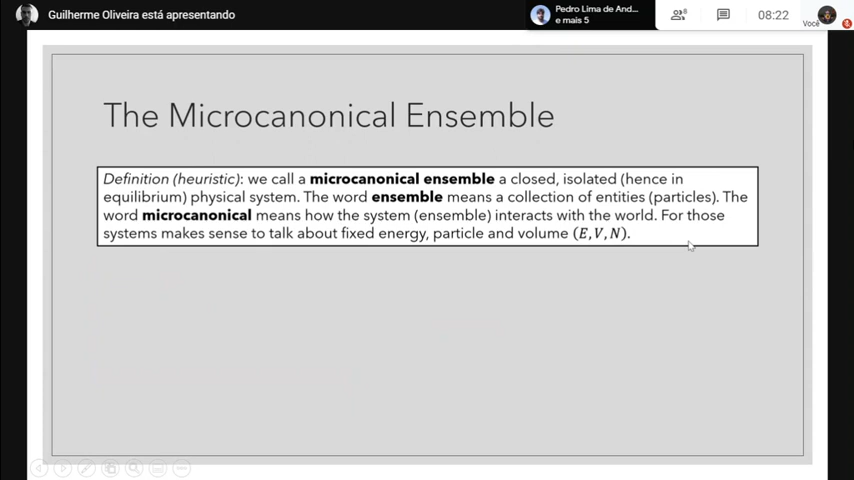 Guilherme Oliveira está apresentando
Pedro Lima de And...
e mais 5
8
08:22
Você
The Microcanonical Ensemble
Definition (heuristic): we call a microcanonical ensemble a closed, isolated (hence in
equilibrium) physical system. The word ensemble means a collection of entities (particles). The
word microcanonical means how the system (ensemble) interacts with the world. For those
systems makes sense to talk about fixed energy, particle and volume (E, V, N).